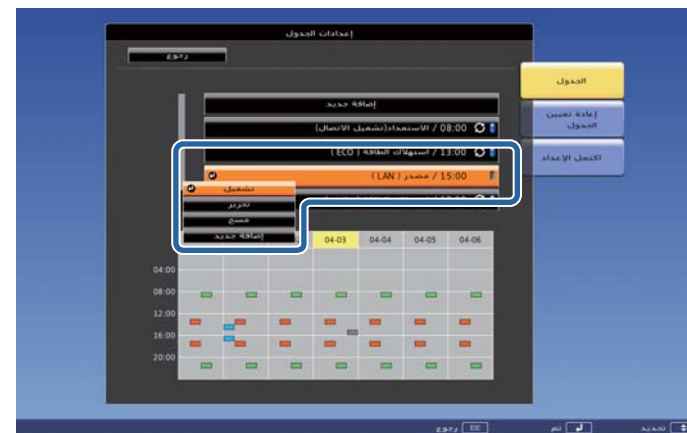 إعدادات الجدول
رجوع
الجدول
إعادة تعيين
الجدول
اكتمل الإعداد
إضافة جديد
08:00 / الاستعداد(تشغيل الاتصال)
13:00 / استهلاك الطاقة ( ECO )
15:00 / مصدر ( LAN )
تشغيل
تحرير
مسح
إضافة جديد
04-03 04-04 04-05 04-06
04:00
08:00
12:00
16:00
20:00
تحديد
تم
ESC رجوع